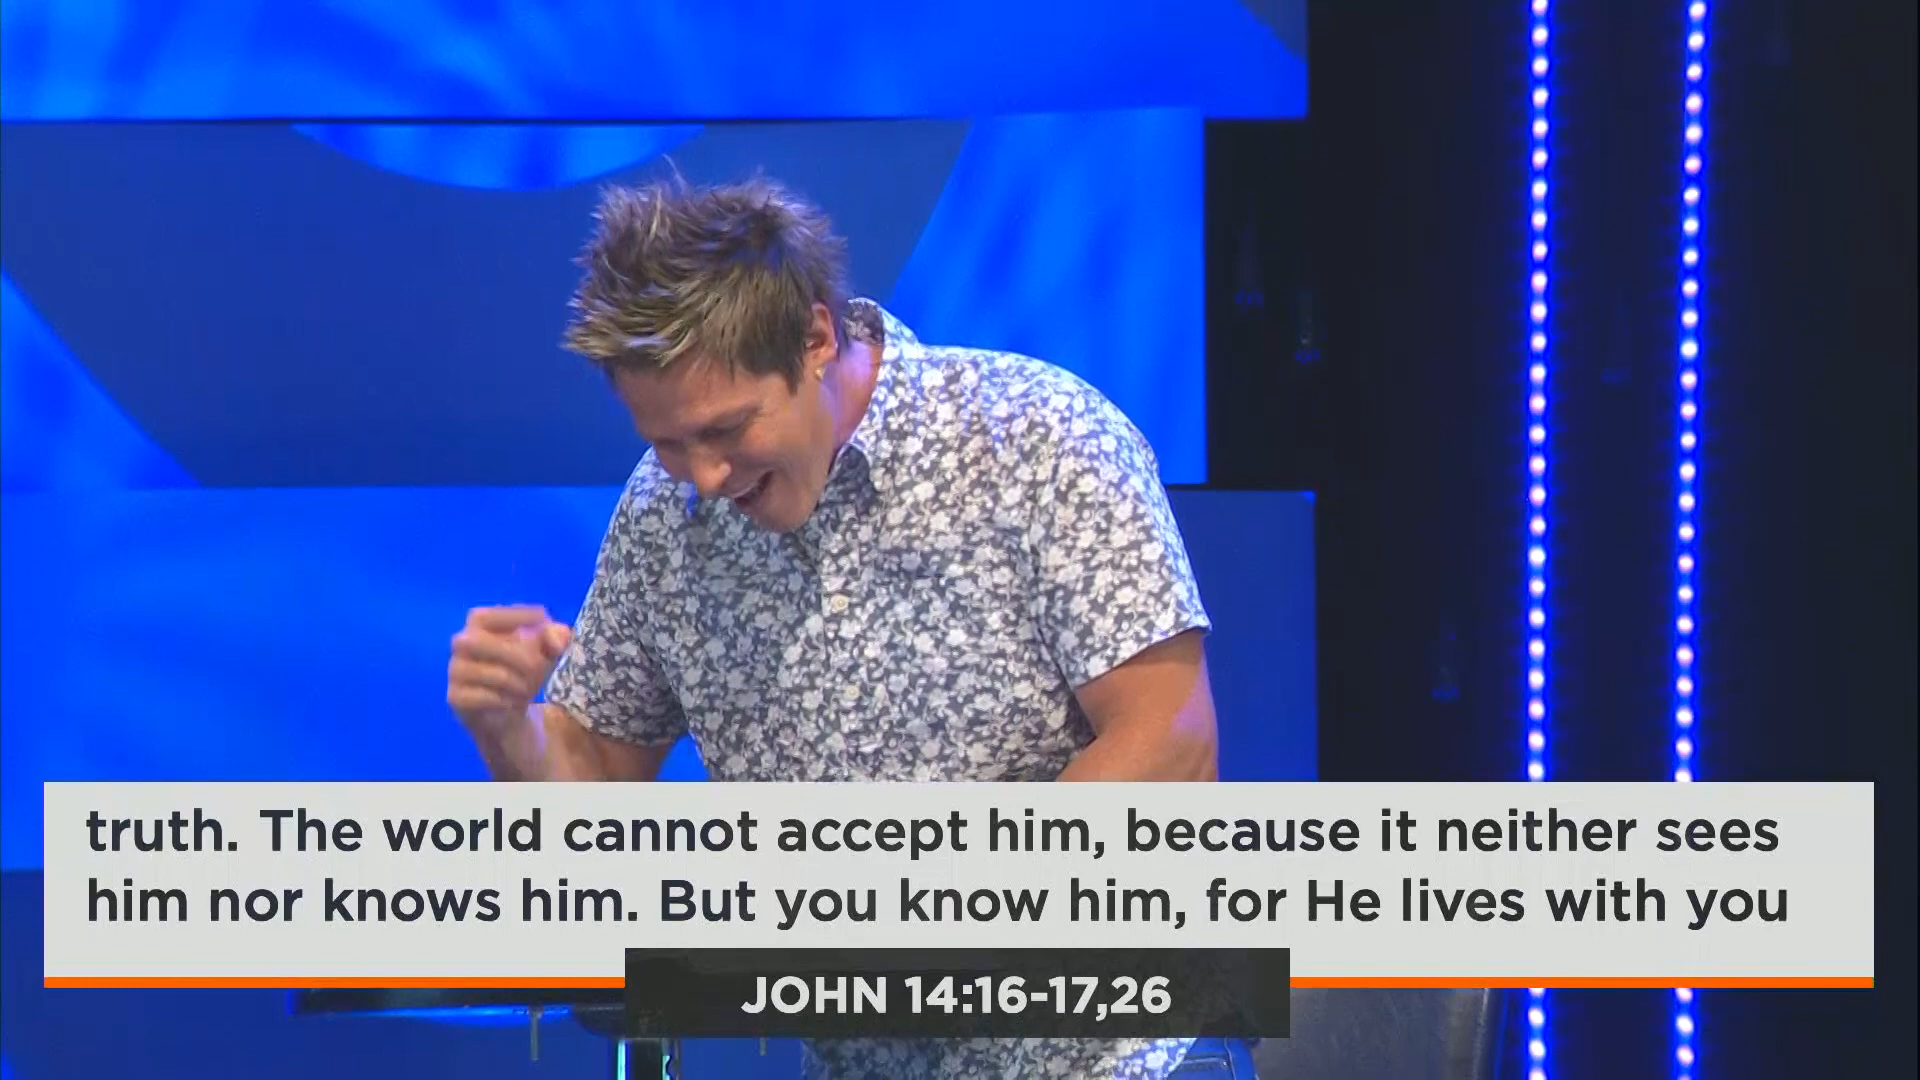 truth. The world cannot accept him, because it neither sees
him nor knows him. But you know him, for He lives with you
JOHN 14:16-17,26